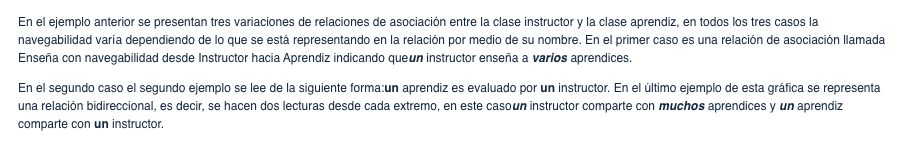 En el ejemplo anterior se presentan tres variaciones de relaciones de asociación entre la clase instructor y la clase aprendiz, en todos los tres casos la
navegabilidad varía dependiendo de lo que se está representando en la relación por medio de su nombre. En el primer caso es una relación de asociación llamada
Enseña con navegabilidad desde Instructor hacia Aprendiz indicando queun instructor enseña a varios aprendices.
En el segundo caso el segundo ejemplo se lee de la siguiente forma:un aprendiz es evaluado por un instructor. En el último ejemplo de esta gráfica se representa
una relación bidireccional, es decir, se hacen dos lecturas desde cada extremo, en este casoun instructor comparte con muchos aprendices y un aprendiz
comparte con un instructor.